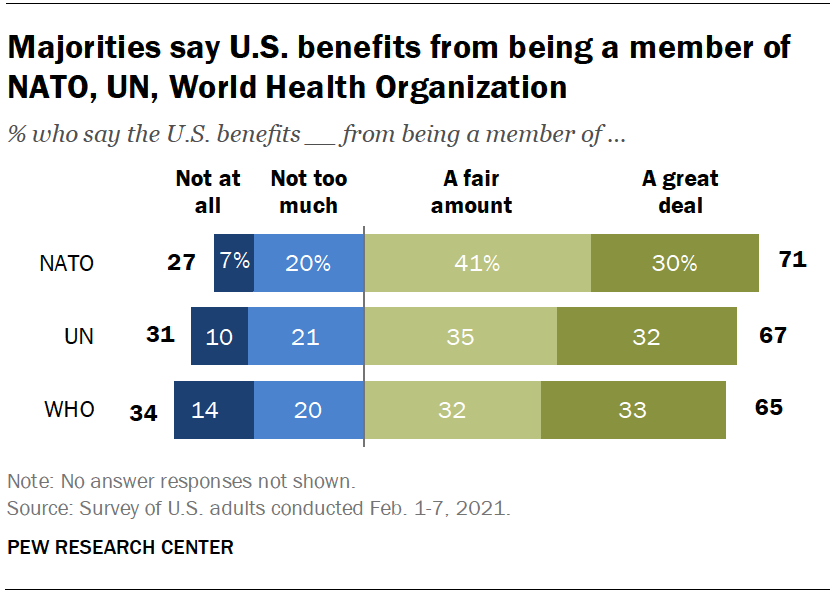 Majorities say U.S. benefits from being a member of
NATO, UN, World Health Organization
% who say the U.S. benefits __ from being a member of ...
Not at all
Not too much
A fair amount
A great deal
NATO 27 7% 20% 41% 30% 71
UN 31 10 21 35 32 67
WHO 34 14 20 32 33 65
Note: No answer responses not shown.
Source: Survey of U.S. adults conducted Feb. 1-7, 2021.
PEW RESEARCH CENTER